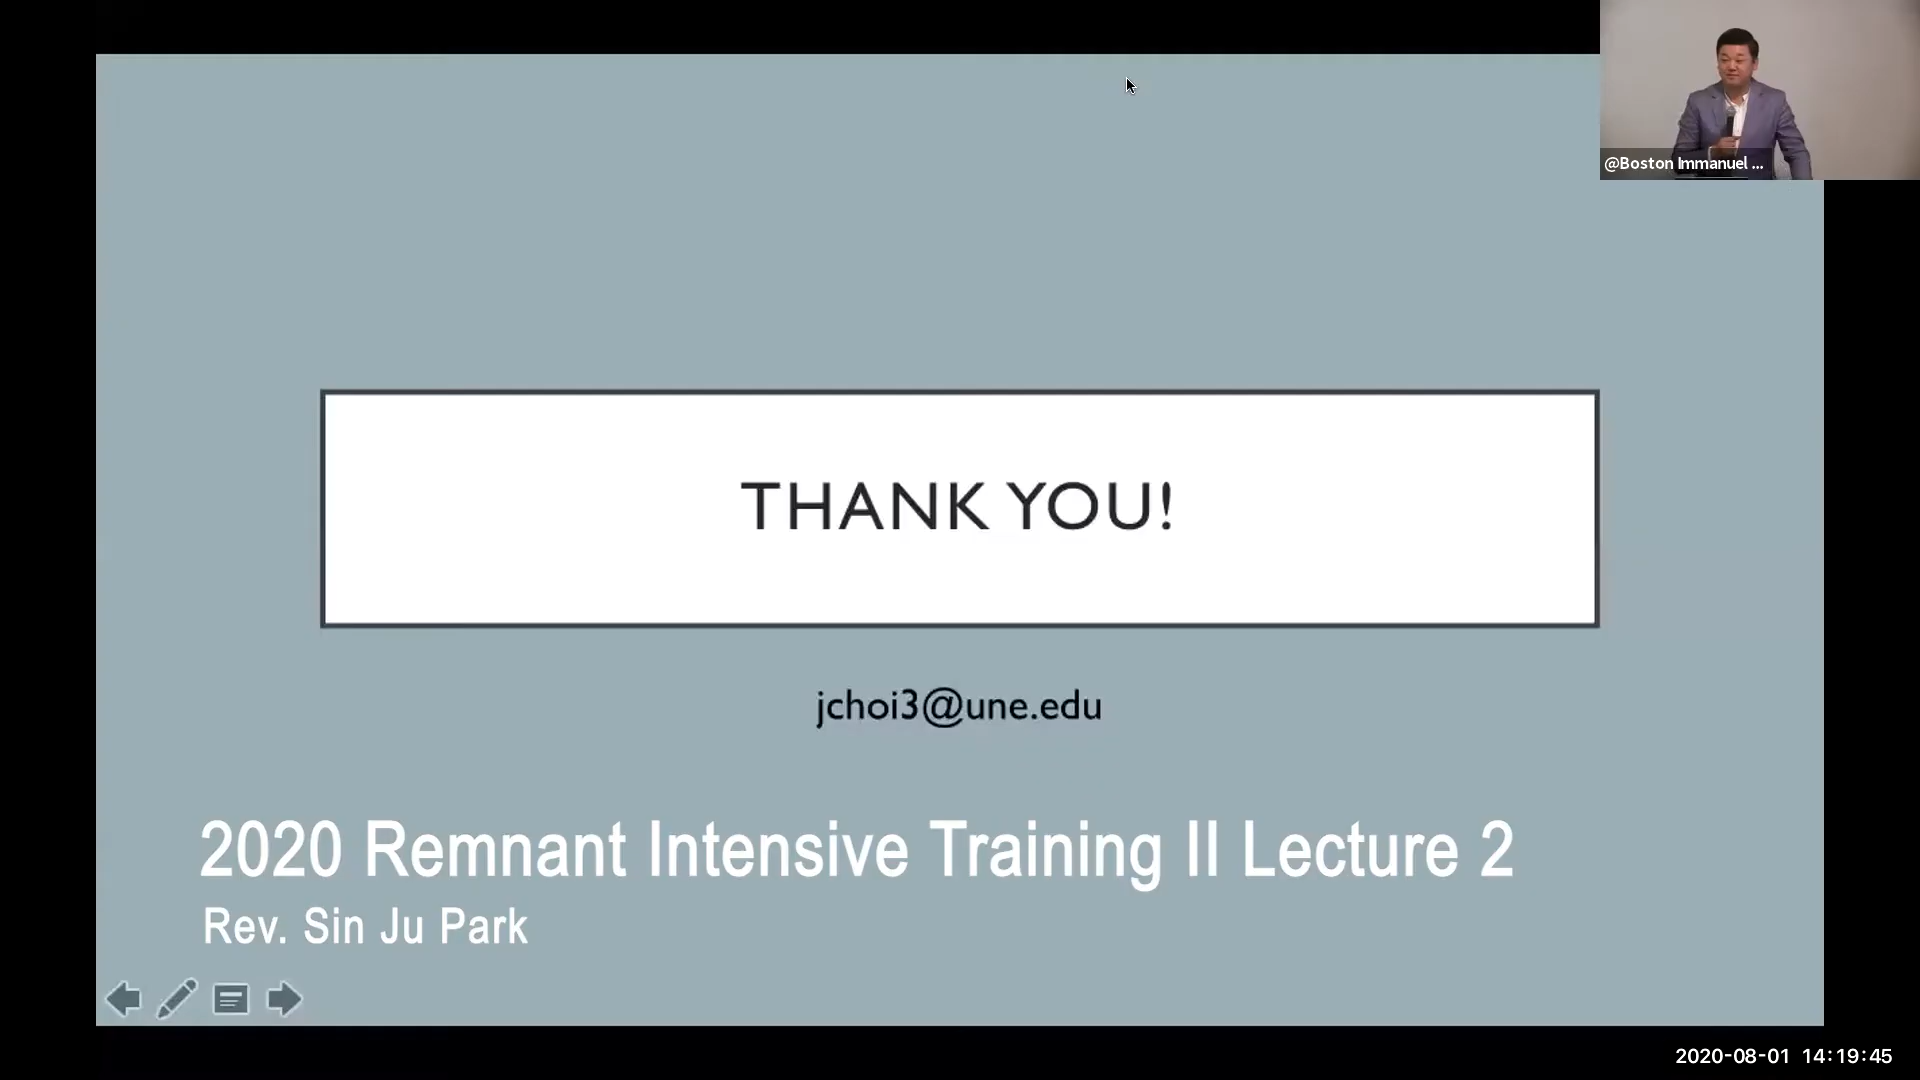 @Boston Immanuel ...
THANK YOU!
jchoi3@une.edu
2020 Remnant Intensive Training II Lecture 2
Rev. Sin Ju Park
2020-08-01 14:19:45